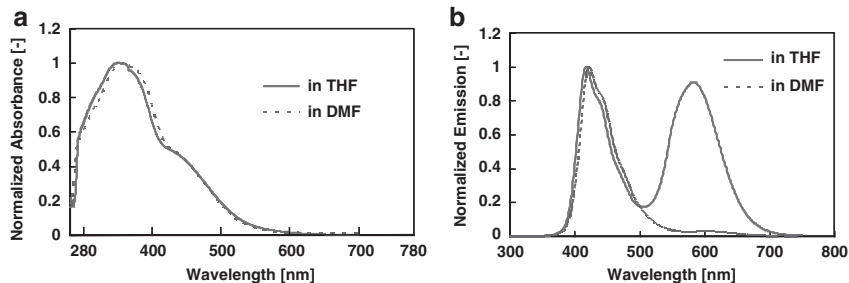 a
Normalized Absorbance [-]
1.2
1
0.8
0.6
0.4
0.2
0
280 400 500 600 700 780
Wavelength [nm]
in THF
in DMF
b
Normalized Emission [-]
1.2
1
0.8
0.6
0.4
0.2
0
300 400 500 600 700 800
Wavelength [nm]
in THF
in DMF